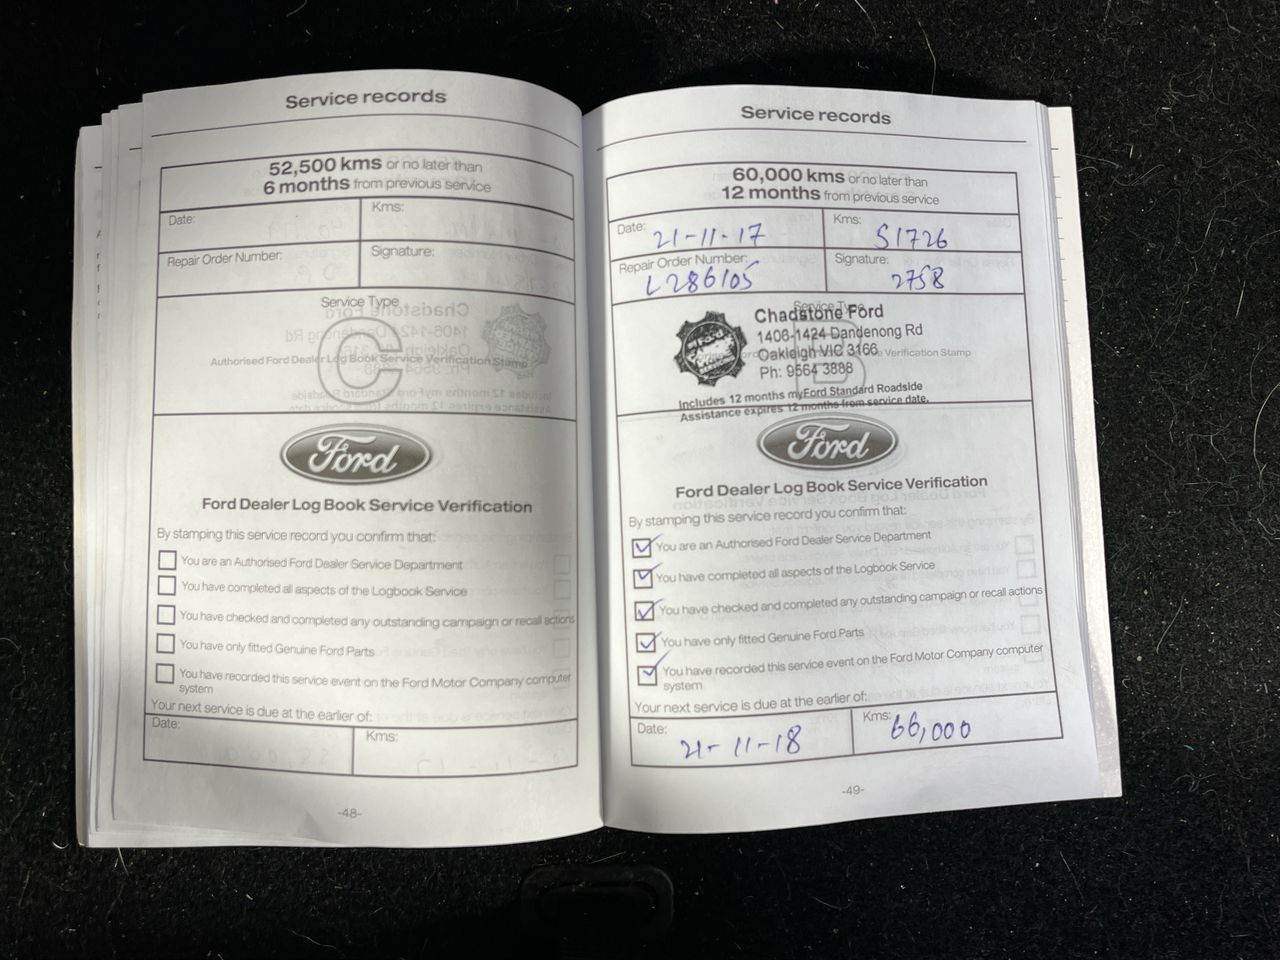 Service records
52,500 kms or no later than
6 months from previous service
Date:
Kms:
Repair Order Number:
Signature:
Service Type
C
Authorised Ford Dealer Log Book Service Verification Stamp
Ford
Ford Dealer Log Book Service Verification
By stamping this service record you confirm that:
You are an Authorised Ford Dealer Service Department
You have completed all aspects of the Logbook Service
You have checked and completed any outstanding campaign or recall actions
You have only fitted Genuine Ford Parts
You have recorded this service event on the Ford Motor Company computer
system
Your next service is due at the earlier of:
Date:
Kms:
-48-
Service records
60,000 kms or no later than
12 months from previous service
Date: 21-11-17
Kms: 51726
Repair Order Number: L286105
Signature: 2758
Service Type
B
Chadstone Ford
1406-1424 Dandenong Rd
Oakleigh VIC 3166
Verification Stamp
Ph: 9564 3888
Includes 12 months myFord Standard Roadside
Assistance expires 12 months from service date.
Ford
Ford Dealer Log Book Service Verification
By stamping this service record you confirm that:
You are an Authorised Ford Dealer Service Department
You have completed all aspects of the Logbook Service
You have checked and completed any outstanding campaign or recall actions
You have only fitted Genuine Ford Parts
You have recorded this service event on the Ford Motor Company computer
system
Your next service is due at the earlier of:
Date: 21-11-18
Kms: 66,000
-49-